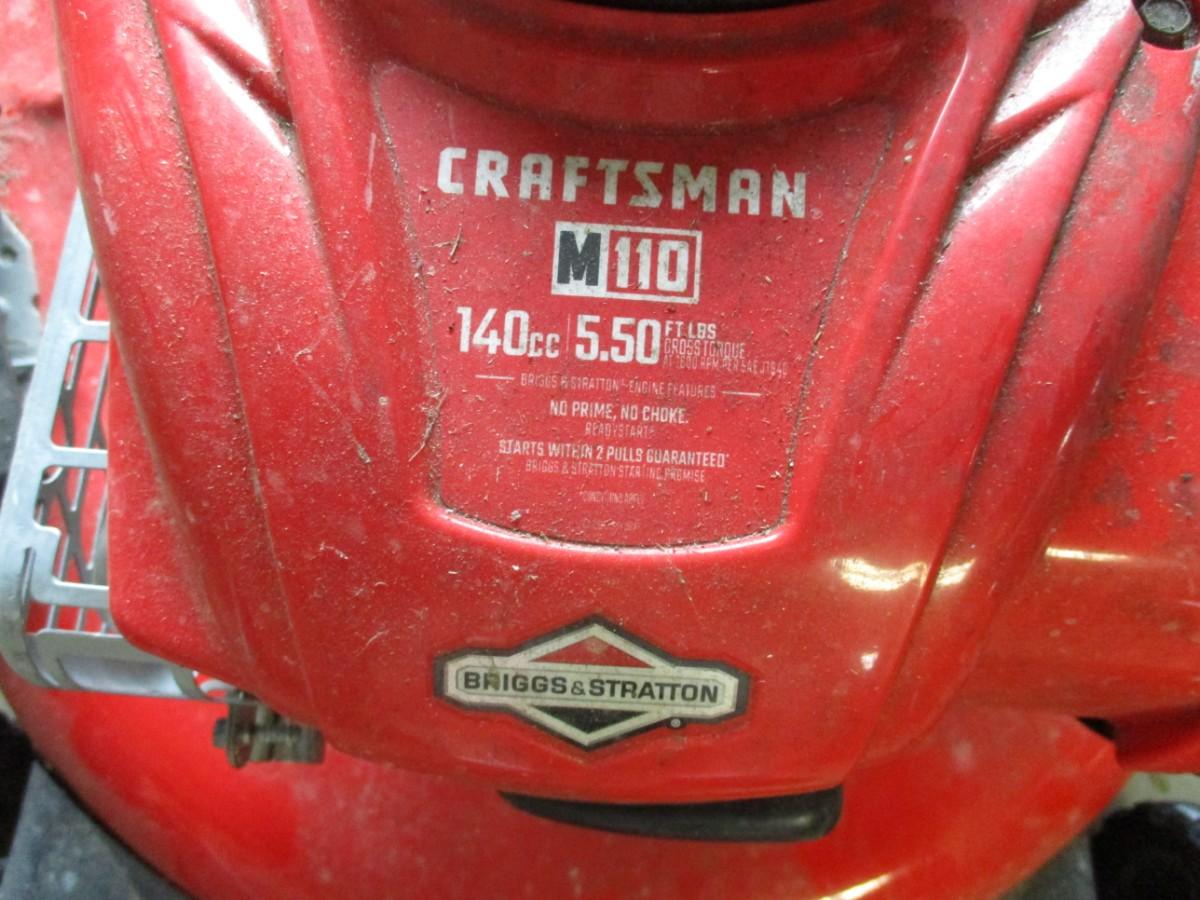 CRAFTSMAN
M110
140cc 5.50 FT LBS
GROSS TORQUE
BRIGGS & STRATTON® ENGINE FEATURES
NO PRIME, NO CHOKE.
READYSTART®
STARTS WITHIN 2 PULLS GUARANTEED*
BRIGGS & STRATTON STARTING PROMISE
BRIGGS & STRATTON®